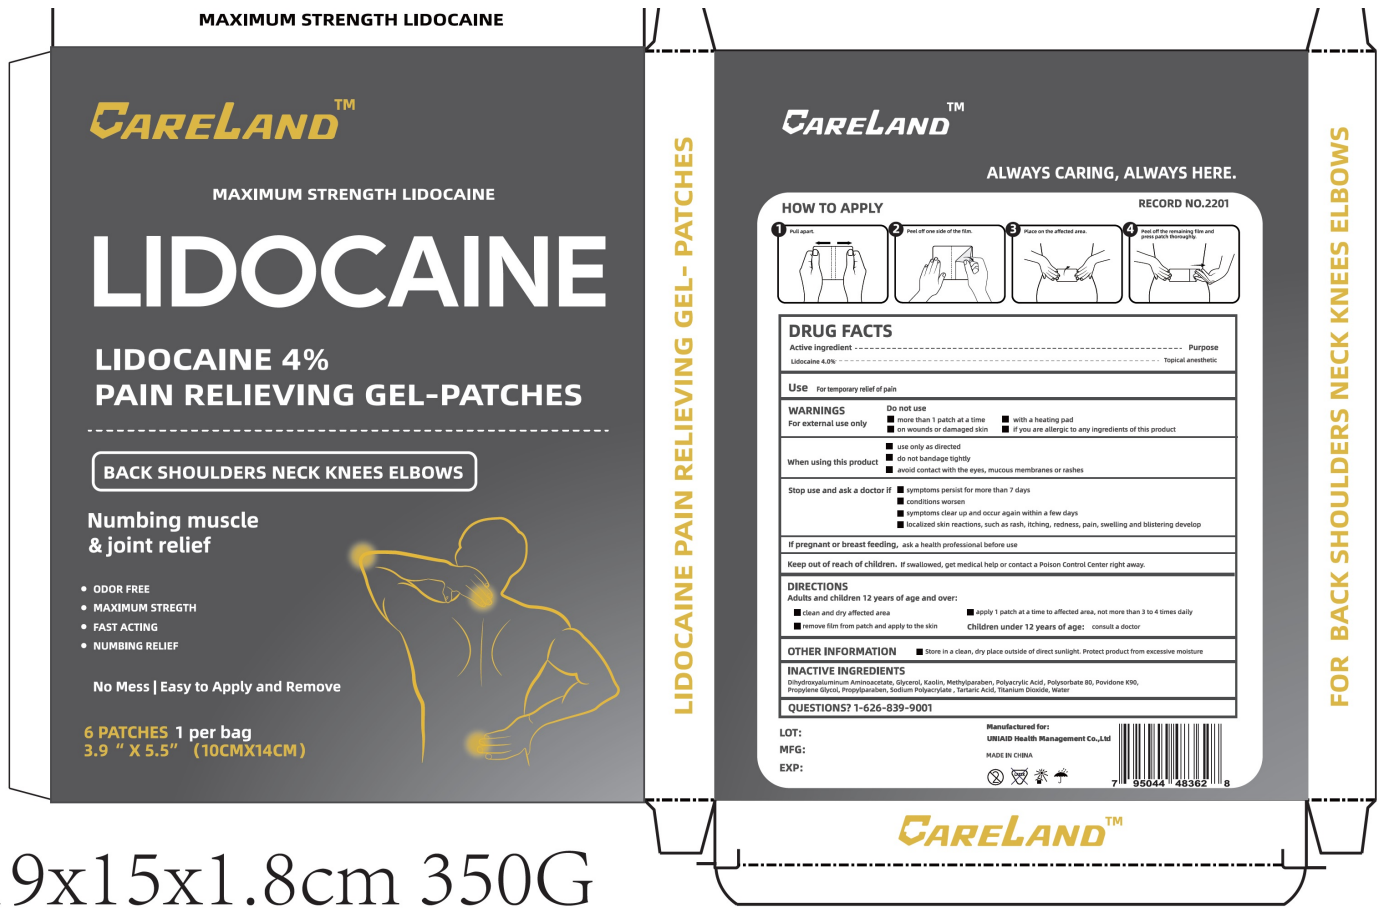 MAXIMUM STRENGTH LIDOCAINE
CARELAND™
MAXIMUM STRENGTH LIDOCAINE
LIDOCAINE
LIDOCAINE 4%
PAIN RELIEVING GEL-PATCHES
BACK SHOULDERS NECK KNEES ELBOWS
Numbing muscle
& joint relief
• ODOR FREE
• MAXIMUM STREGTH
• FAST ACTING
• NUMBING RELIEF
No Mess | Easy to Apply and Remove
6 PATCHES 1 per bag
3.9 “ X 5.5” (10CMX14CM)
9x15x1.8cm 350G
LIDOCAINE PAIN RELIEVING GEL- PATCHES
CARELAND™
ALWAYS CARING, ALWAYS HERE.
HOW TO APPLY
RECORD NO.2201
1 Pull apart.
2 Peel off one side of the film.
3 Place on the affected area.
4 Peel off the remaining film and
press patch thoroughly.
DRUG FACTS
Active ingredient Purpose
Lidocaine 4.0% Topical anesthetic
Use For temporary relief of pain
WARNINGS
For external use only
Do not use
■ more than 1 patch at a time ■ with a heating pad
■ on wounds or damaged skin ■ if you are allergic to any ingredients of this product
When using this product
■ use only as directed
■ do not bandage tightly
■ avoid contact with the eyes, mucous membranes or rashes
Stop use and ask a doctor if ■ symptoms persist for more than 7 days
■ conditions worsen
■ symptoms clear up and occur again within a few days
■ localized skin reactions, such as rash, itching, redness, pain, swelling and blistering develop
If pregnant or breast feeding, ask a health professional before use
Keep out of reach of children. If swallowed, get medical help or contact a Poison Control Center right away.
DIRECTIONS
Adults and children 12 years of age and over:
■ clean and dry affected area ■ apply 1 patch at a time to affected area, not more than 3 to 4 times daily
■ remove film from patch and apply to the skin Children under 12 years of age: consult a doctor
OTHER INFORMATION ■ Store in a clean, dry place outside of direct sunlight. Protect product from excessive moisture
INACTIVE INGREDIENTS
Dihydroxyaluminum Aminoacetate, Glycerol, Kaolin, Methylparaben, Polyacrylic Acid, Polysorbate 80, Povidone K90,
Propylene Glycol, Propylparaben, Sodium Polyacrylate , Tartaric Acid, Titanium Dioxide, Water
QUESTIONS? 1-626-839-9001
LOT:
MFG:
EXP:
Manufactured for:
UNIAID Health Management Co.,Ltd
MADE IN CHINA
7 95044 48362 8
CARELAND™
FOR BACK SHOULDERS NECK KNEES ELBOWS